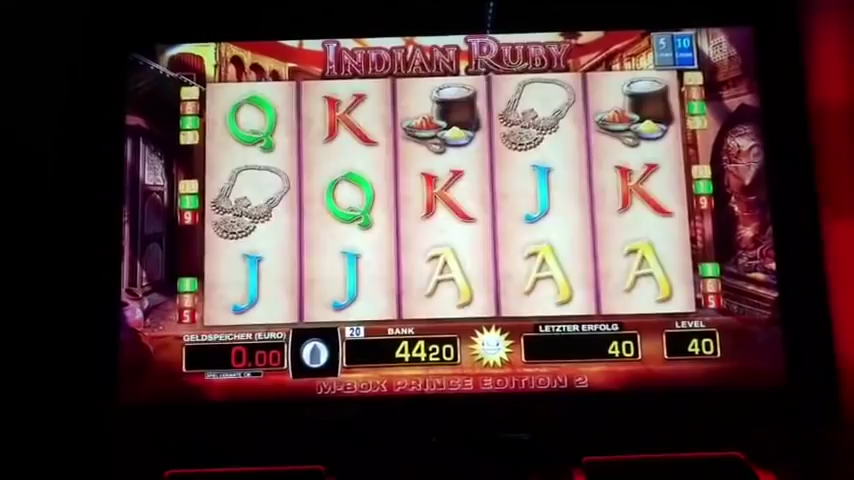 INDIAN RUBY
5 10
Q K
K K
Q J
J J A A A
GELDSPEICHER (EURO) 20 BANK LETZTER ERFOLG LEVEL
0.00 4420 40 40
M-BOX PRINCE EDITION 2